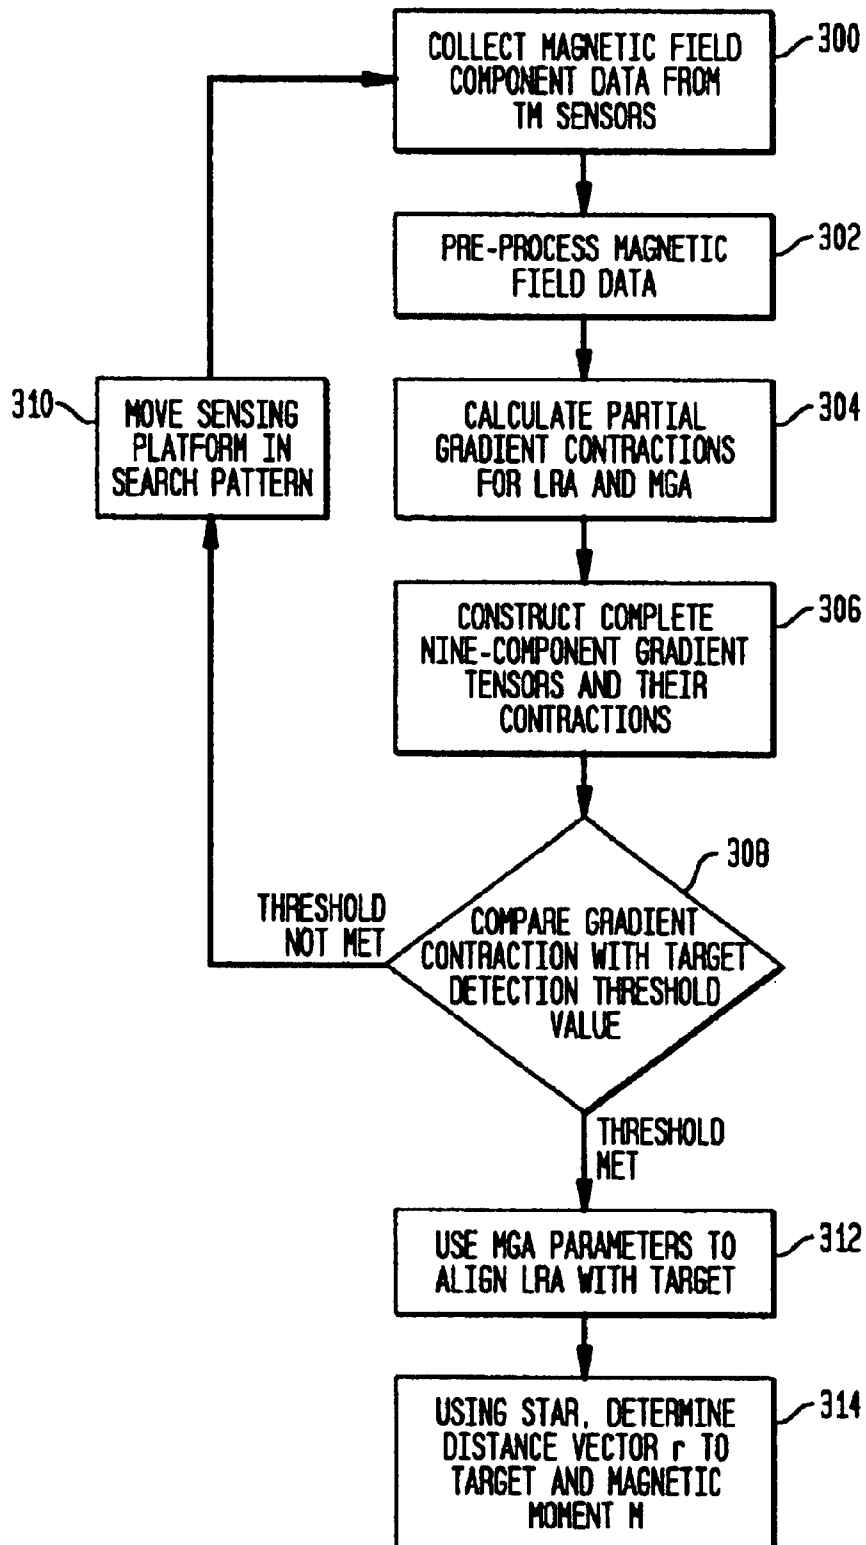 COLLECT MAGNETIC FIELD
COMPONENT DATA FROM
TM SENSORS
300
PRE-PROCESS MAGNETIC
FIELD DATA
302
310
MOVE SENSING
PLATFORM IN
SEARCH PATTERN
CALCULATE PARTIAL
GRADIENT CONTRACTIONS
FOR LRA AND MGA
304
CONSTRUCT COMPLETE
NINE-COMPONENT GRADIENT
TENSORS AND THEIR
CONTRACTIONS
306
308
THRESHOLD
NOT MET
COMPARE GRADIENT
CONTRACTION WITH TARGET
DETECTION THRESHOLD
VALUE
THRESHOLD
MET
USE MGA PARAMETERS TO
ALIGN LRA WITH TARGET
312
USING STAR, DETERMINE
DISTANCE VECTOR r TO
TARGET AND MAGNETIC
MOMENT M
314